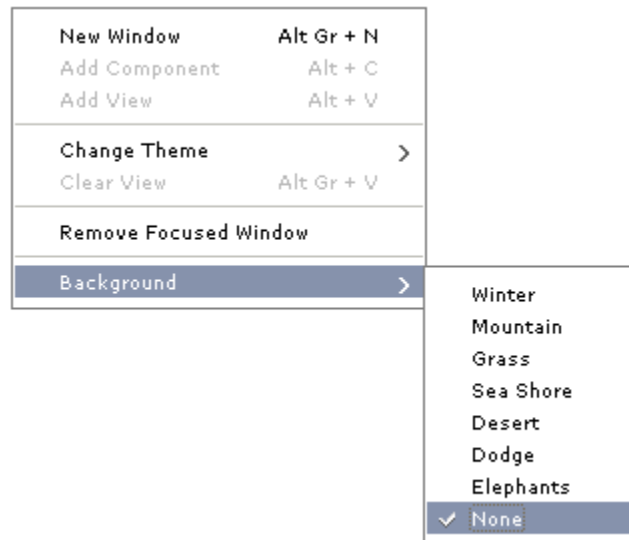 New Window Alt Gr + N
Add Component Alt + C
Add View Alt + V
Change Theme
Clear View Alt Gr + V
Remove Focused Window
Background
Winter
Mountain
Grass
Sea Shore
Desert
Dodge
Elephants
None